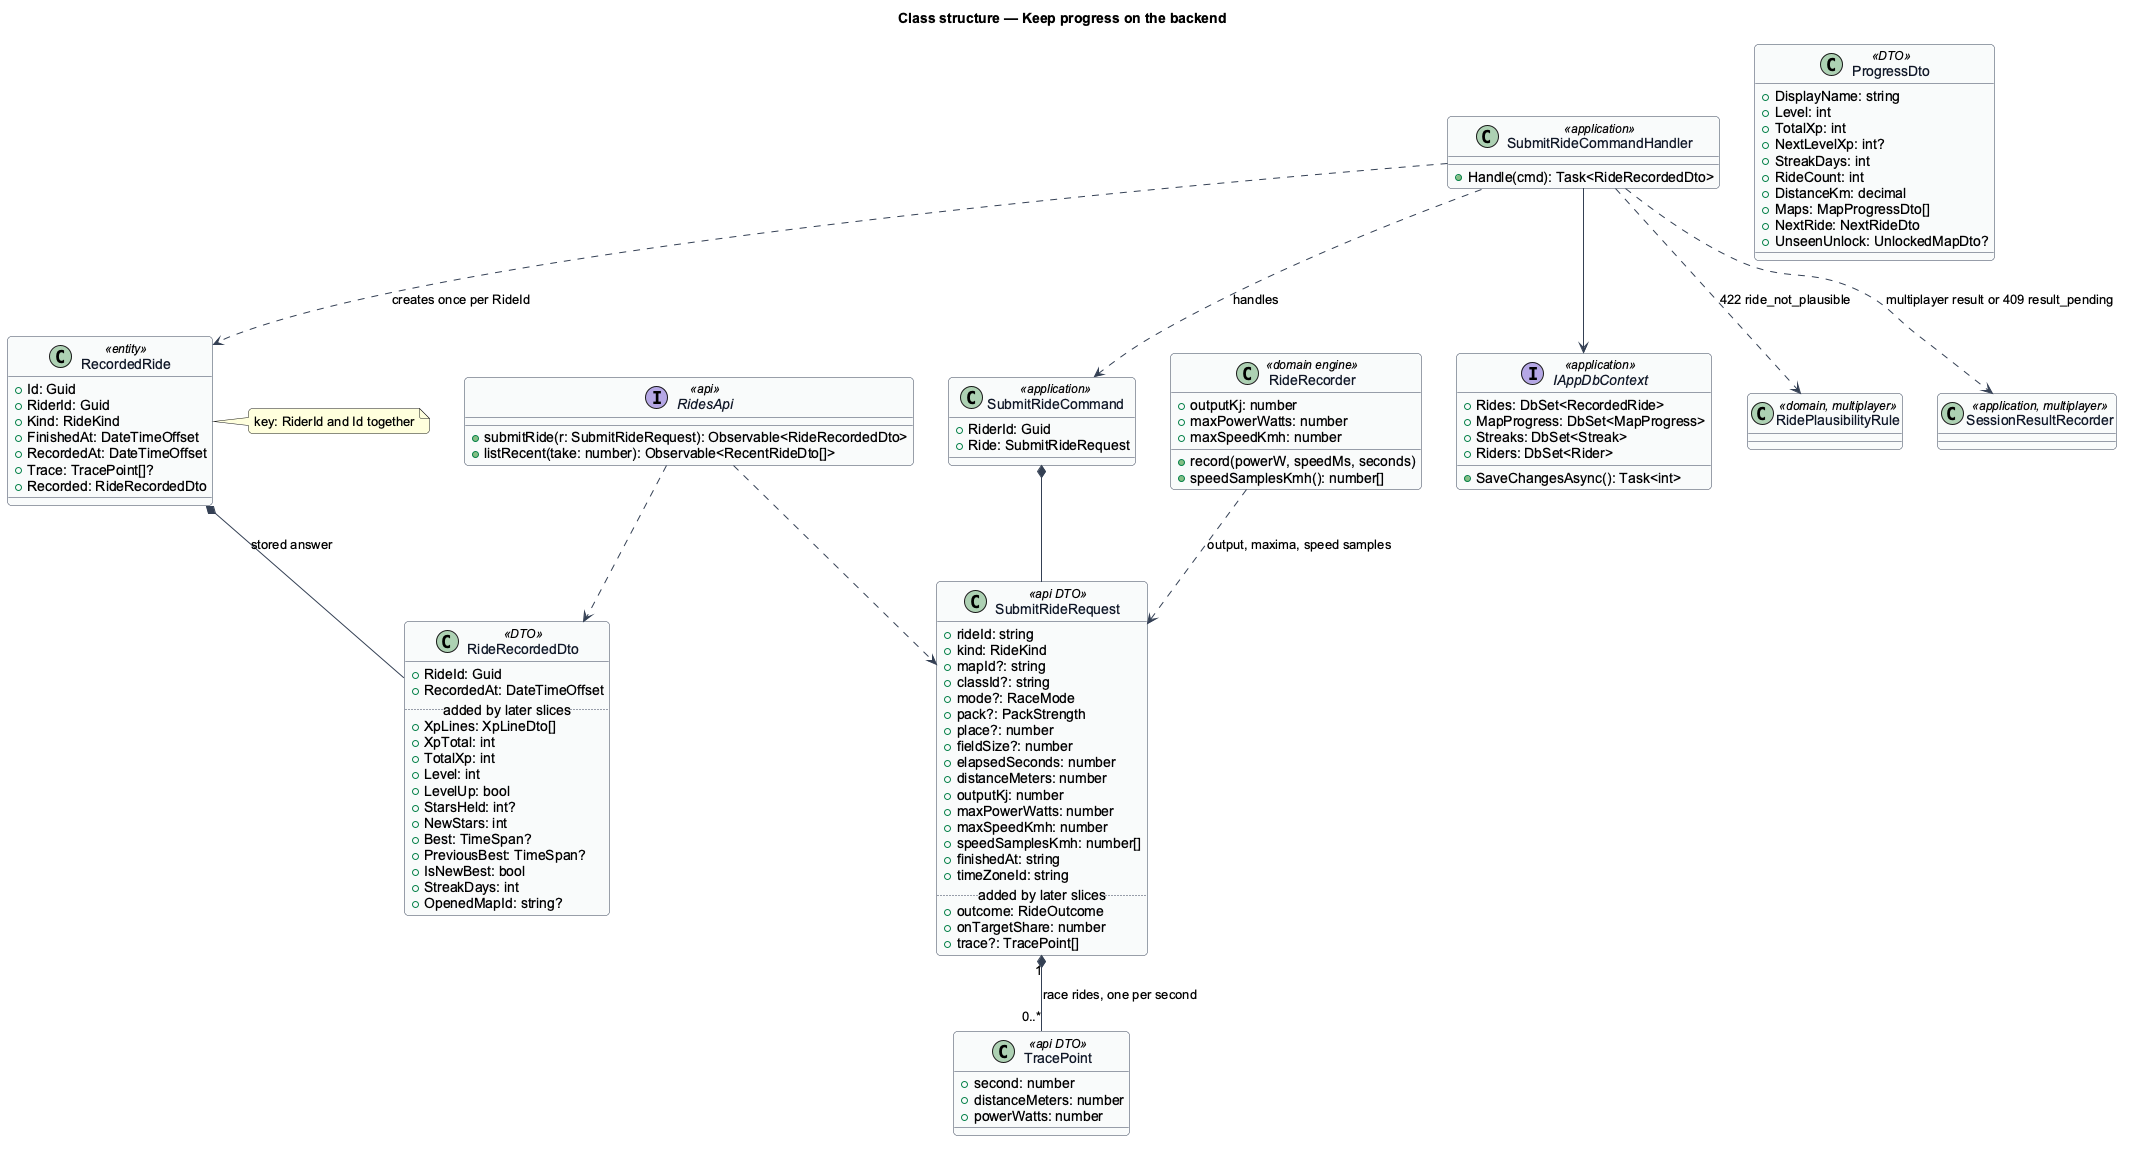 Class structure — Keep progress on the backend
«DTO»
C ProgressDto
DisplayName: string
Level: int
TotalXp: int
NextLevelXp: int?
StreakDays: int
RideCount: int
DistanceKm: decimal
Maps: MapProgressDto[]
NextRide: NextRideDto
UnseenUnlock: UnlockedMapDto?
«application»
C SubmitRideCommandHandler
Handle(cmd): Task<RideRecordedDto>
creates once per RideId
handles
422 ride_not_plausible
multiplayer result or 409 result_pending
«entity»
C RecordedRide
Id: Guid
RiderId: Guid
Kind: RideKind
FinishedAt: DateTimeOffset
RecordedAt: DateTimeOffset
Trace: TracePoint[]?
Recorded: RideRecordedDto
key: RiderId and Id together
«api»
I RidesApi
submitRide(r: SubmitRideRequest): Observable<RideRecordedDto>
listRecent(take: number): Observable<RecentRideDto[]>
«application»
C SubmitRideCommand
RiderId: Guid
Ride: SubmitRideRequest
«domain engine»
C RideRecorder
outputKj: number
maxPowerWatts: number
maxSpeedKmh: number
record(powerW, speedMs, seconds)
speedSamplesKmh(): number[]
«application»
I IAppDbContext
Rides: DbSet<RecordedRide>
MapProgress: DbSet<MapProgress>
Streaks: DbSet<Streak>
Riders: DbSet<Rider>
SaveChangesAsync(): Task<int>
«domain, multiplayer»
C RidePlausibilityRule
«application, multiplayer»
C SessionResultRecorder
stored answer
output, maxima, speed samples
«DTO»
C RideRecordedDto
RideId: Guid
RecordedAt: DateTimeOffset
added by later slices
XpLines: XpLineDto[]
XpTotal: int
TotalXp: int
Level: int
LevelUp: bool
StarsHeld: int?
NewStars: int
Best: TimeSpan?
PreviousBest: TimeSpan?
IsNewBest: bool
StreakDays: int
OpenedMapId: string?
«api DTO»
C SubmitRideRequest
rideId: string
kind: RideKind
mapId?: string
classId?: string
mode?: RaceMode
pack?: PackStrength
place?: number
fieldSize?: number
elapsedSeconds: number
distanceMeters: number
outputKj: number
maxPowerWatts: number
maxSpeedKmh: number
speedSamplesKmh: number[]
finishedAt: string
timeZoneId: string
added by later slices
outcome: RideOutcome
onTargetShare: number
trace?: TracePoint[]
1
race rides, one per second
0..*
«api DTO»
C TracePoint
second: number
distanceMeters: number
powerWatts: number